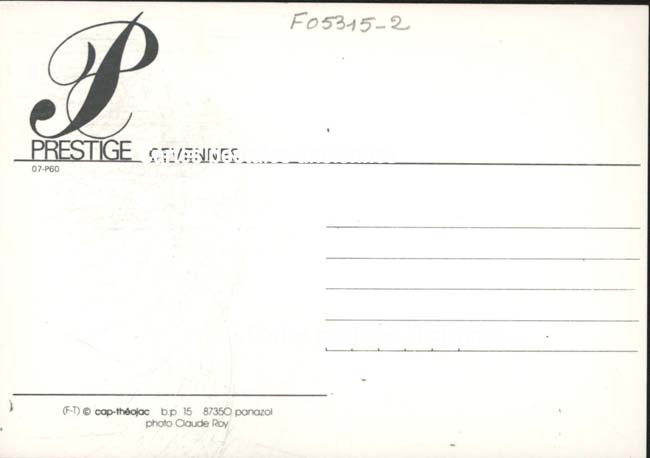 F05315-2
PRESTIGE CEVENNES
07-P60
(F-T) © cap-théojac b.p. 15 87350 panazol
photo Claude Roy